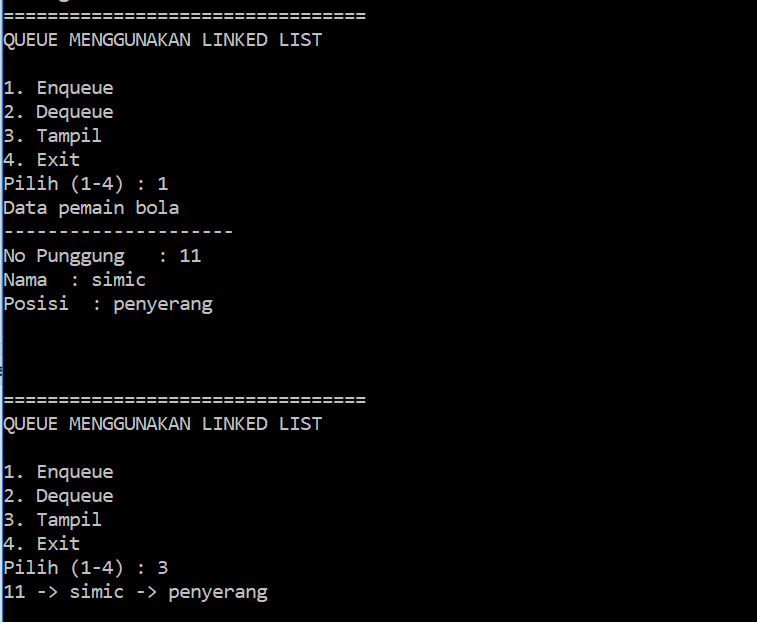 =================================
QUEUE MENGGUNAKAN LINKED LIST
1. Enqueue
2. Dequeue
3. Tampil
4. Exit
Pilih (1-4) : 1
Data pemain bola
---------------------
No Punggung   : 11
Nama  : simic
Posisi  : penyerang
=================================
QUEUE MENGGUNAKAN LINKED LIST
1. Enqueue
2. Dequeue
3. Tampil
4. Exit
Pilih (1-4) : 3
11 -> simic -> penyerang